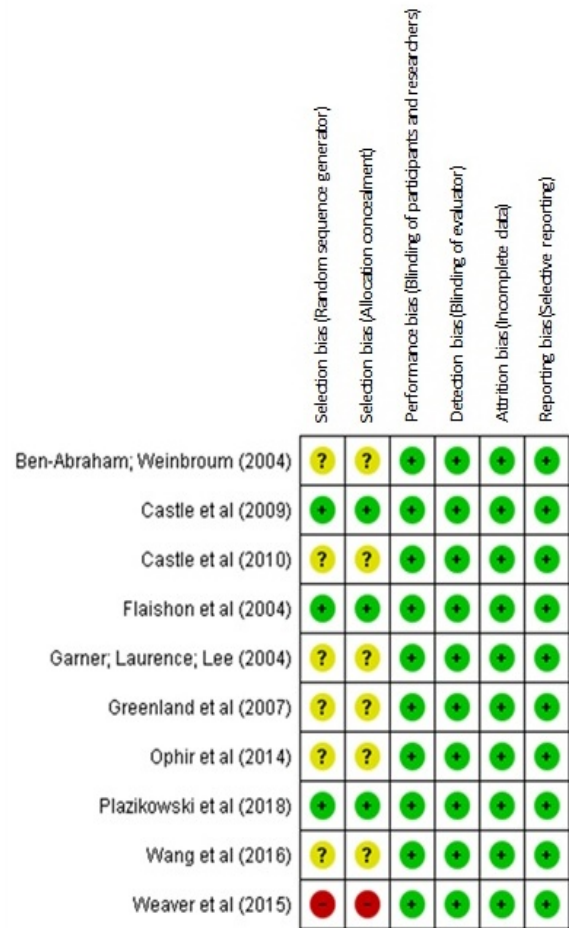 Selection bias (Random sequence generator)
Selection bias (Allocation concealment)
Performance bias (Blinding of participants and researchers)
Detection bias (Blinding of evaluator)
Attrition bias (Incomplete data)
Reporting bias (Selective reporting)
Ben-Abraham; Weinbroum (2004) ? ? + + + +
Castle et al (2009) + + + + + +
Castle et al (2010) ? ? + + + +
Flaishon et al (2004) + + + + + +
Garner; Laurence; Lee (2004) ? ? + + + +
Greenland et al (2007) ? ? + + + +
Ophir et al (2014) ? ? + + + +
Plazikowski et al (2018) + + + + + +
Wang et al (2016) ? ? + + + +
Weaver et al (2015) - - + + + +